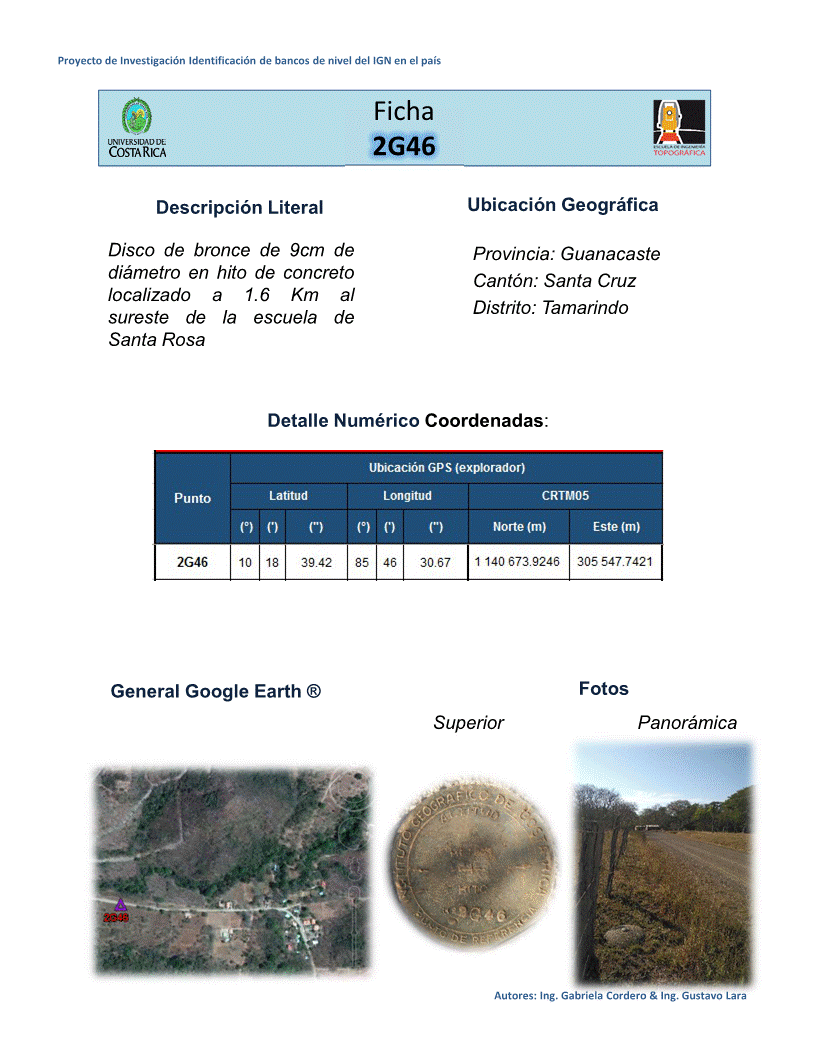 Proyecto de Investigación Identificación de bancos de nivel del IGN en el país
UNIVERSIDAD DE
COSTA RICA
Ficha
2G46
ESCUELA DE INGENIERÍA
TOPOGRÁFICA
Descripción Literal
Disco de bronce de 9cm de
diámetro en hito de concreto
localizado a 1.6 Km al
sureste de la escuela de
Santa Rosa
Ubicación Geográfica
Provincia: Guanacaste
Cantón: Santa Cruz
Distrito: Tamarindo
Detalle Numérico Coordenadas:
Punto
Ubicación GPS (explorador)
Latitud Longitud CRTM05
(°) (') (") (°) (') (") Norte (m) Este (m)
2G46 10 18 39.42 85 46 30.67 1 140 673.9246 305 547.7421
General Google Earth ®
Fotos
Superior Panorámica
2G46
INSTITUTO GEOGRAFICO DE COSTA RICA
HITO
2G46
DE REFERENCIA
Autores: Ing. Gabriela Cordero & Ing. Gustavo Lara